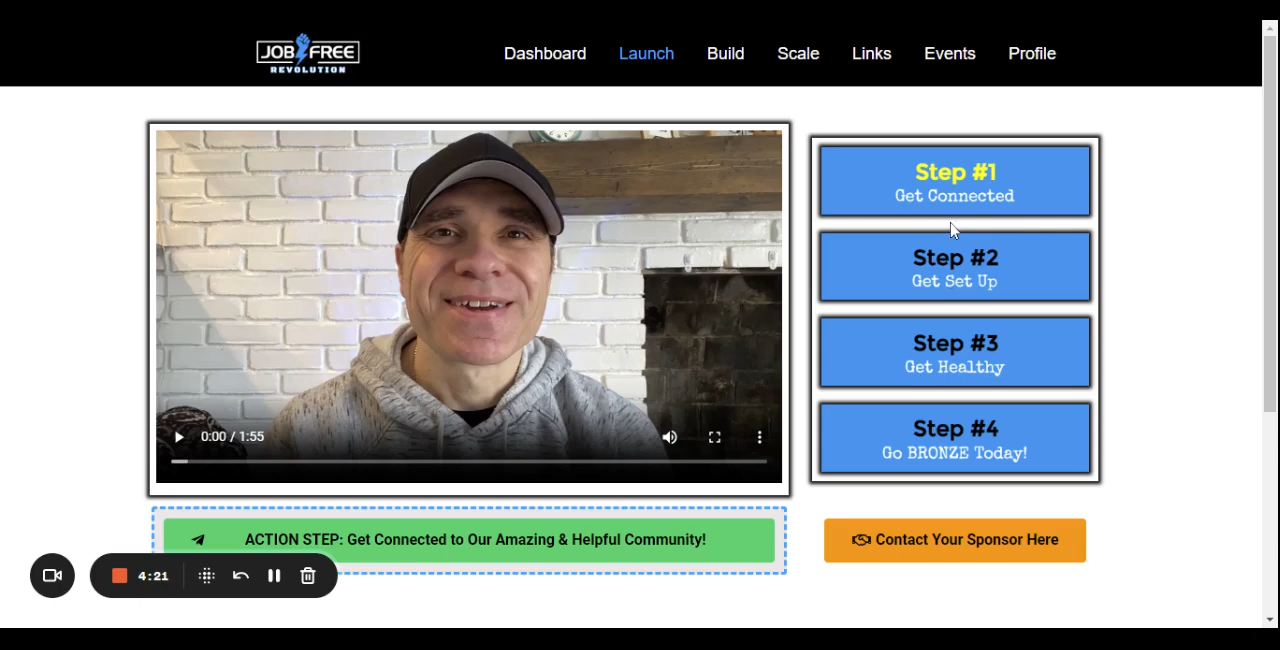 JOB FREE
REVOLUTION
Dashboard
Launch
Build
Scale
Links
Events
Profile
Step #1
Get Connected
Step #2
Get Set Up
Step #3
Get Healthy
Step #4
Go BRONZE Today!
0:00 / 1:55
ACTION STEP: Get Connected to Our Amazing & Helpful Community!
Contact Your Sponsor Here
4:21